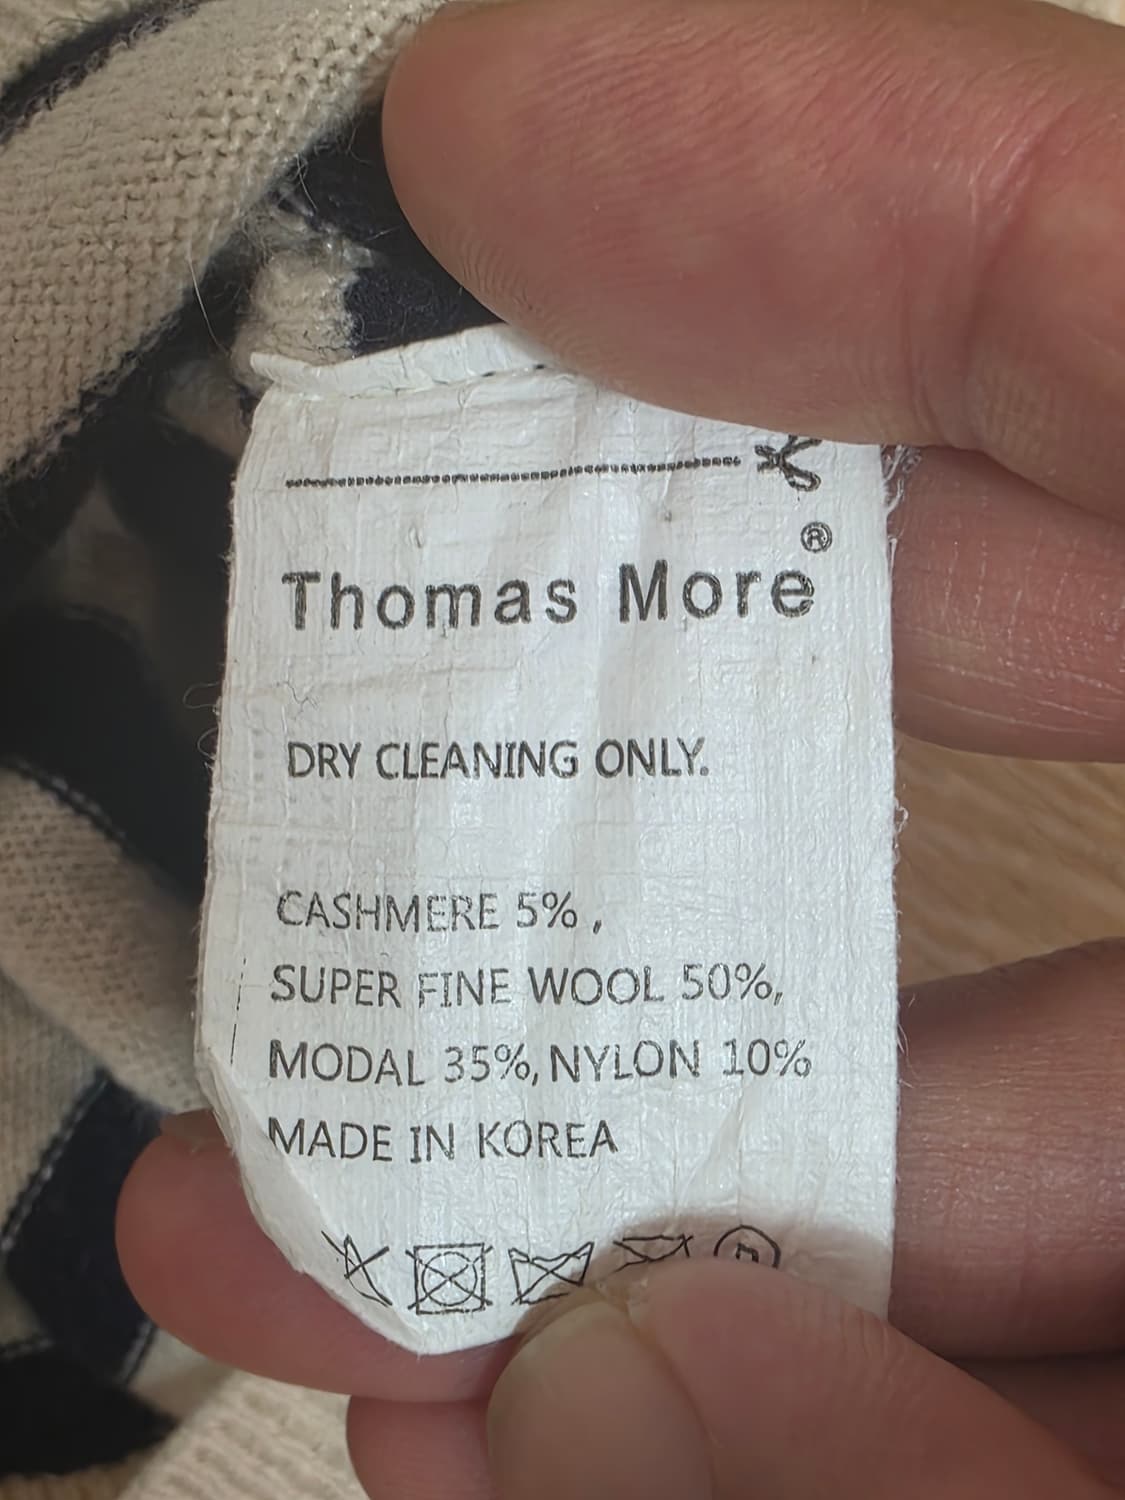 Thomas More®
DRY CLEANING ONLY.
CASHMERE 5% ,
SUPER FINE WOOL 50%,
MODAL 35%, NYLON 10%
MADE IN KOREA